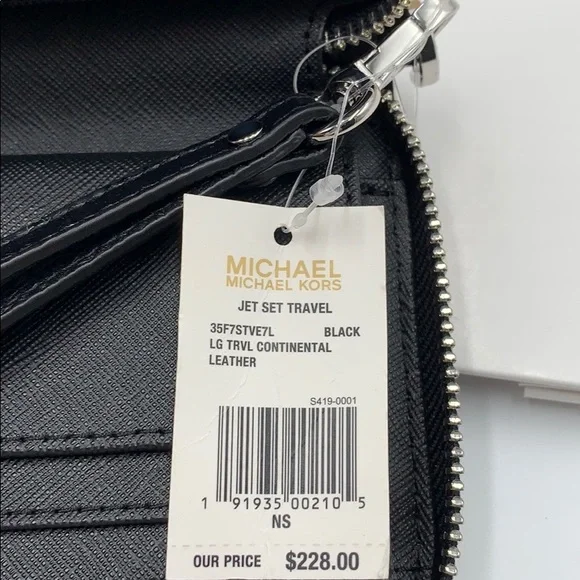 MICHAEL
MICHAEL KORS
JET SET TRAVEL
35F7STVE7L BLACK
LG TRVL CONTINENTAL
LEATHER
S419-0001
1 91935 00210 5
NS
OUR PRICE $228.00